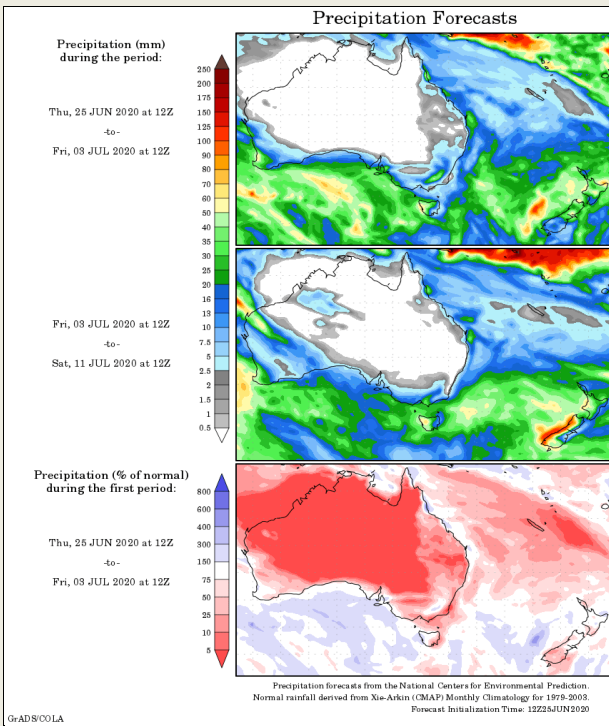 Precipitation Forecasts
Precipitation (mm)
during the period:
Thu, 25 JUN 2020 at 12Z
-to-
Fri, 03 JUL 2020 at 12Z
250
200
175
150
125
100
90
80
70
60
50
40
35
30
25
20
16
13
10
7.5
5
2.5
2
1.5
1
0.5
Fri, 03 JUL 2020 at 12Z
-to-
Sat, 11 JUL 2020 at 12Z
Precipitation (% of normal)
during the first period:
Thu, 25 JUN 2020 at 12Z
-to-
Fri, 03 JUL 2020 at 12Z
800
600
400
300
150
75
50
25
10
5
Precipitation forecasts from the National Centers for Environmental Prediction.
Normal rainfall derived from Xie-Arkin (CMAP) Monthly Climatology for 1979-2003.
Forecast Initialization Time: 12Z25JUN2020
GrADS/COLA